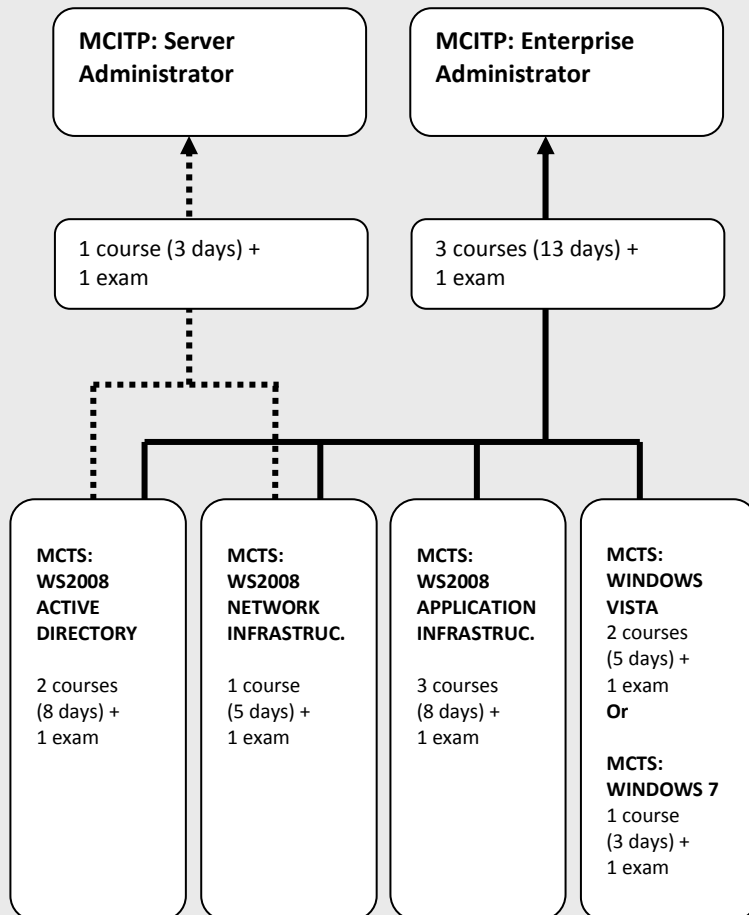 MCITP: Server
Administrator
MCITP: Enterprise
Administrator
1 course (3 days) +
1 exam
3 courses (13 days) +
1 exam
MCTS:
WS2008
ACTIVE
DIRECTORY
2 courses
(8 days) +
1 exam
MCTS:
WS2008
NETWORK
INFRASTRUC.
1 course
(5 days) +
1 exam
MCTS:
WS2008
APPLICATION
INFRASTRUC.
3 courses
(8 days) +
1 exam
MCTS:
WINDOWS
VISTA
2 courses
(5 days) +
1 exam
Or
MCTS:
WINDOWS 7
1 course
(3 days) +
1 exam